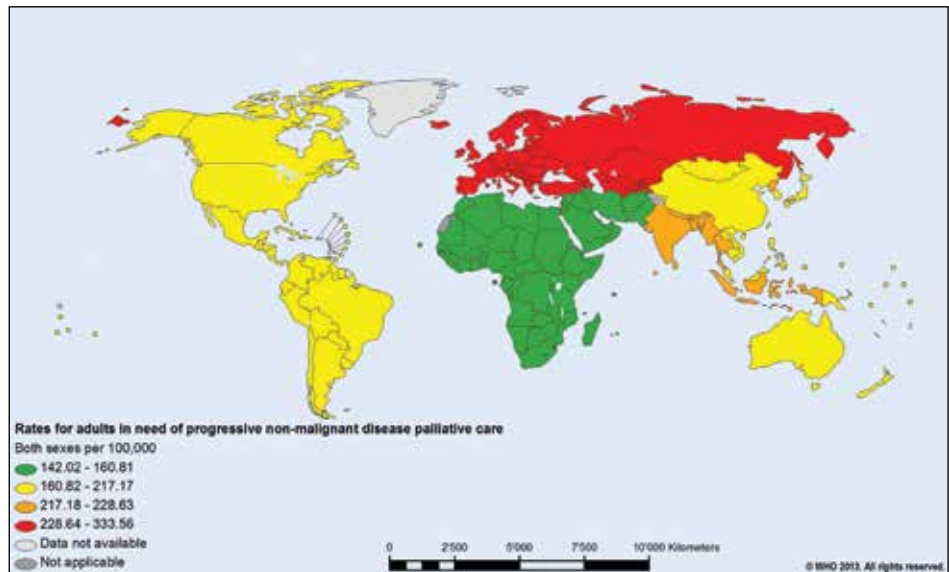 Rates for adults in need of progressive non-malignant disease palliative care
Both sexes per 100,000
142.02 - 160.81
160.82 - 217.17
217.18 - 228.63
228.64 - 333.56
Data not available
Not applicable
0 2'500 5'000 7'500 10'000 Kilometers
© WHO 2013. All rights reserved.